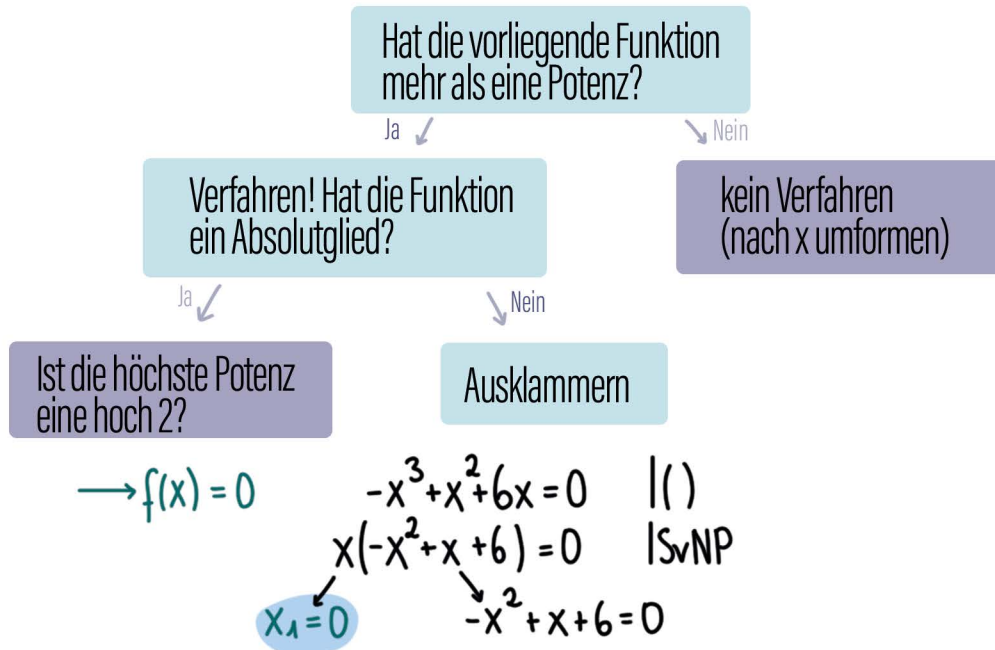 Hat die vorliegende Funktion
mehr als eine Potenz?
Ja
Nein
Verfahren! Hat die Funktion
ein Absolutglied?
kein Verfahren
(nach x umformen)
Ja
Nein
Ist die höchste Potenz
eine hoch 2?
Ausklammern
→ f(x) = 0
-x³+x²+6x=0 |()
x(-x²+x+6)=0 |SvNP
x₁=0
-x²+x+6=0